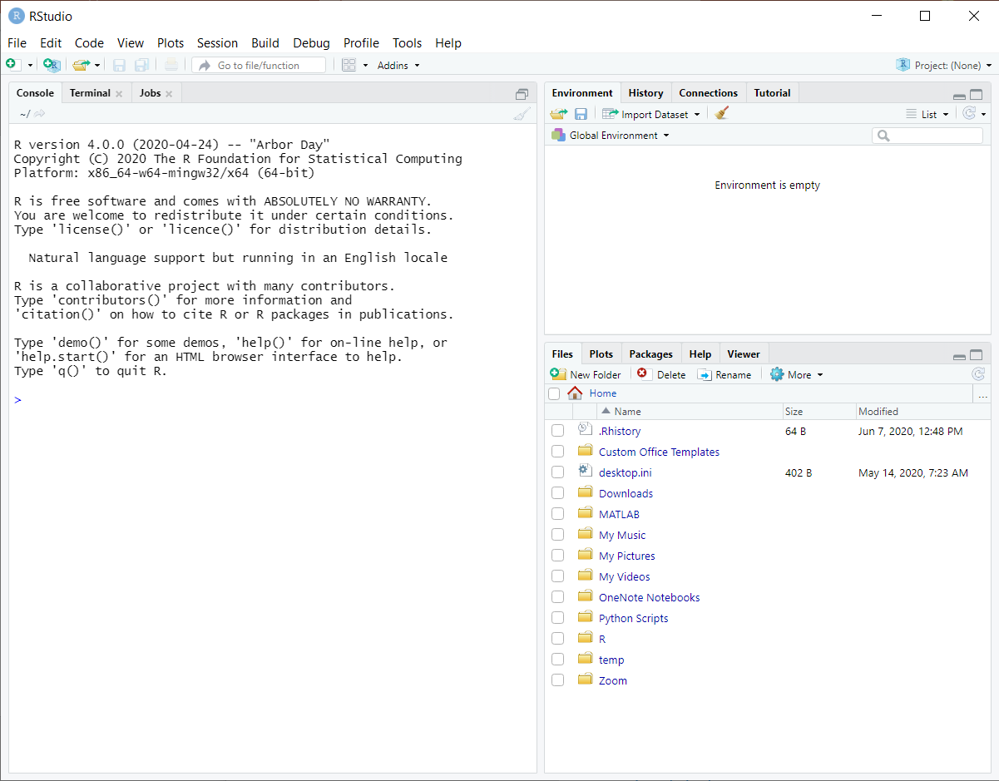 RStudio
File Edit Code View Plots Session Build Debug Profile Tools Help
Go to file/function Addins Project: (None)
Console Terminal Jobs
~/
R version 4.0.0 (2020-04-24) -- "Arbor Day"
Copyright (C) 2020 The R Foundation for Statistical Computing
Platform: x86_64-w64-mingw32/x64 (64-bit)
R is free software and comes with ABSOLUTELY NO WARRANTY.
You are welcome to redistribute it under certain conditions.
Type 'license()' or 'licence()' for distribution details.
Natural language support but running in an English locale
R is a collaborative project with many contributors.
Type 'contributors()' for more information and
'citation()' on how to cite R or R packages in publications.
Type 'demo()' for some demos, 'help()' for on-line help, or
'help.start()' for an HTML browser interface to help.
Type 'q()' to quit R.
>
Environment History Connections Tutorial
Import Dataset List
Global Environment
Environment is empty
Files Plots Packages Help Viewer
New Folder Delete Rename More
Home ...
Name Size Modified
.Rhistory 64 B Jun 7, 2020, 12:48 PM
Custom Office Templates
desktop.ini 402 B May 14, 2020, 7:23 AM
Downloads
MATLAB
My Music
My Pictures
My Videos
OneNote Notebooks
Python Scripts
R
temp
Zoom